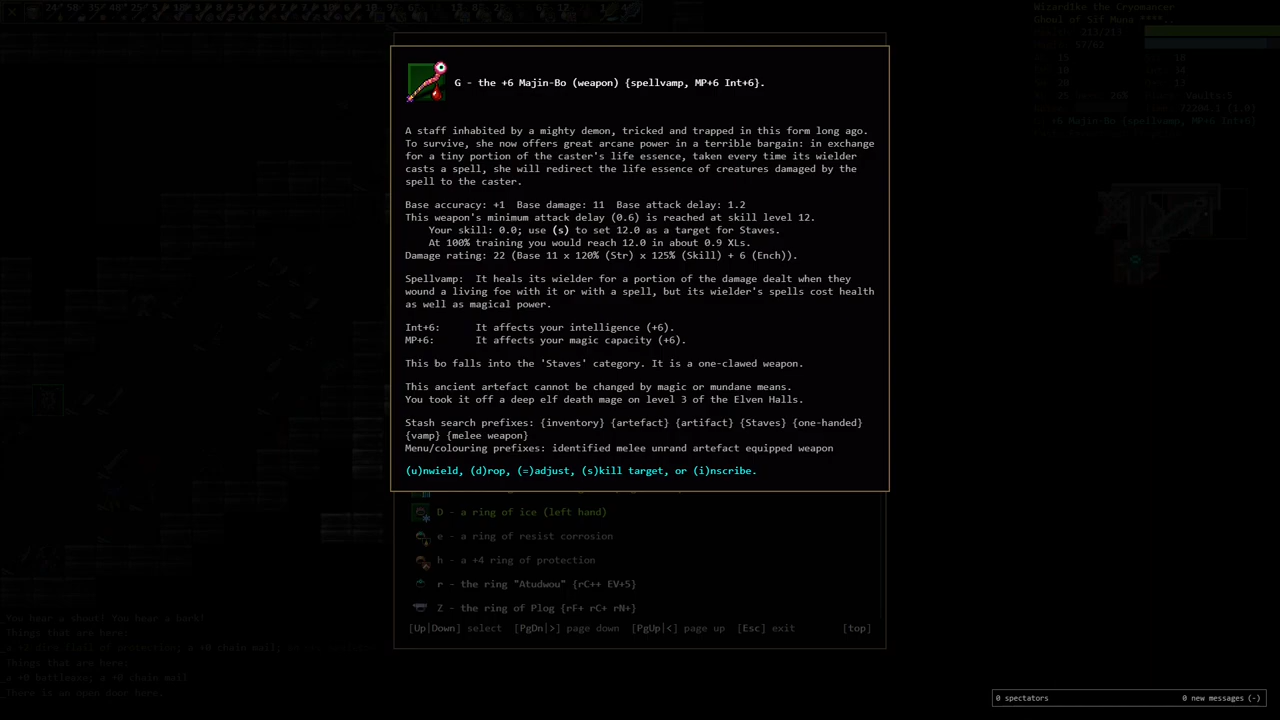 Wizard1ke the Cryomancer
Ghoul of Sif Muna ****..
G - the +6 Majin-Bo (weapon) {spellvamp, MP+6 Int+6}.
A staff inhabited by a mighty demon, tricked and trapped in this form long ago.
To survive, she now offers great arcane power in a terrible bargain: in exchange
for a tiny portion of the caster's life essence, taken every time its wielder
casts a spell, she will redirect the life essence of creatures damaged by the
spell to the caster.
Base accuracy: +1 Base damage: 11 Base attack delay: 1.2
This weapon's minimum attack delay (0.6) is reached at skill level 12.
Your skill: 0.0; use (s) to set 12.0 as a target for Staves.
At 100% training you would reach 12.0 in about 0.9 XLs.
Damage rating: 22 (Base 11 x 120% (Str) x 125% (Skill) + 6 (Ench)).
Spellvamp: It heals its wielder for a portion of the damage dealt when they
wound a living foe with it or with a spell, but its wielder's spells cost health
as well as magical power.
Int+6: It affects your intelligence (+6).
MP+6: It affects your magic capacity (+6).
This bo falls into the 'Staves' category. It is a one-clawed weapon.
This ancient artefact cannot be changed by magic or mundane means.
You took it off a deep elf death mage on level 3 of the Elven Halls.
Stash search prefixes: {inventory} {artefact} {artifact} {Staves} {one-handed}
{vamp} {melee weapon}
Menu/colouring prefixes: identified melee unrand artefact equipped weapon
(u)nwield, (d)rop, (=)adjust, (s)kill target, or (i)nscribe.
D - a ring of ice (left hand)
e - a ring of resist corrosion
h - a +4 ring of protection
r - the ring "Atudwou" {rC++ EV+5}
Z - the ring of Plog {rF+ rC+ rN+}
[Up|Down] select [PgDn|>] page down [PgUp|<] page up [Esc] exit [top]
_You hear a shout! You hear a bark!
Things that are here:
Things that are here:
_a +0 battleaxe; a +0 chain mail
_There is an open door here.
0 spectators 0 new messages (-)